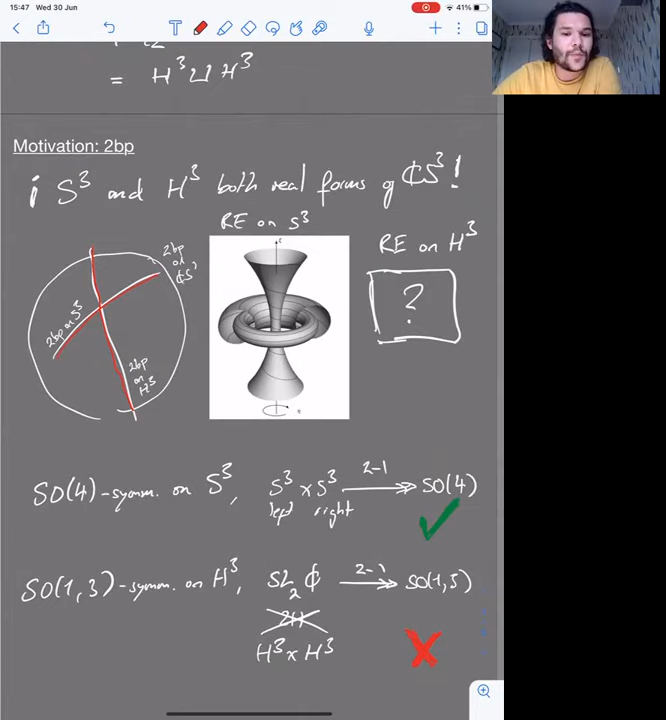 15:47 Wed 30 Jun
41%
= H³ ⊔ H³
Motivation: 2bp
¡ S³ and H³ both real forms of ℂS³!
RE on S³
RE on H³
?
2bp on ℂS³
2bp on S³
2bp on H³
SO(4)-symm. on S³, S³ × S³ 2-1 ↠ SO(4)
left right
SO(1,3)-symm. on H³, SL₂ℂ 2-1 ↠ SO(1,3)
H³ × H³